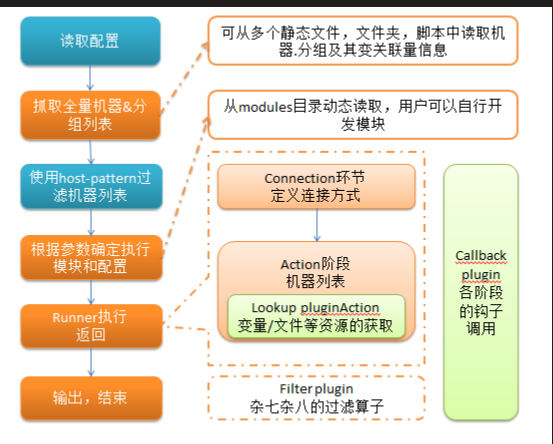 读取配置
可从多个静态文件，文件夹，脚本中读取机
器.分组及其变关联量信息
抓取全量机器&分
组列表
从modules目录动态读取，用户可以自行开
发模块
使用host-pattern过
滤机器列表
Connection环节
定义连接方式
根据参数确定执行
模块和配置
Action阶段
机器列表
Lookup pluginAction
变量/文件等资源的获取
Callback
plugin
各阶段
的钩子
调用
Runner执行
返回
Filter plugin
杂七杂八的过滤算子
输出，结束